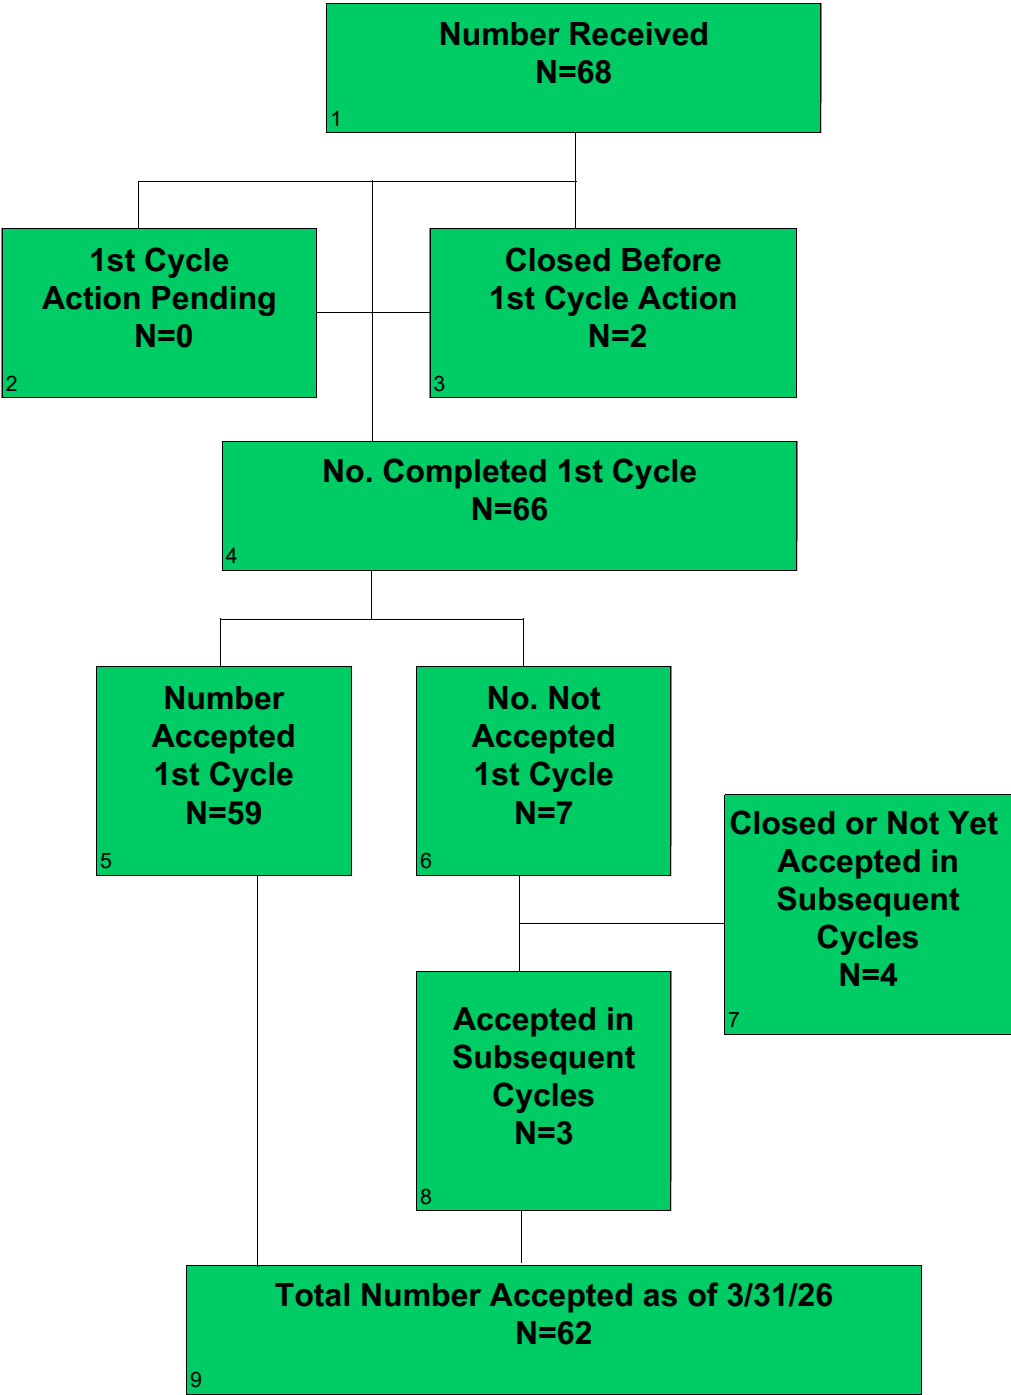 Number Received
N=68
1
1st Cycle
Action Pending
N=0
2
Closed Before
1st Cycle Action
N=2
3
No. Completed 1st Cycle
N=66
4
Number
Accepted
1st Cycle
N=59
5
No. Not
Accepted
1st Cycle
N=7
6
Closed or Not Yet
Accepted in
Subsequent
Cycles
N=4
7
Accepted in
Subsequent
Cycles
N=3
8
Total Number Accepted as of 3/31/26
N=62
9